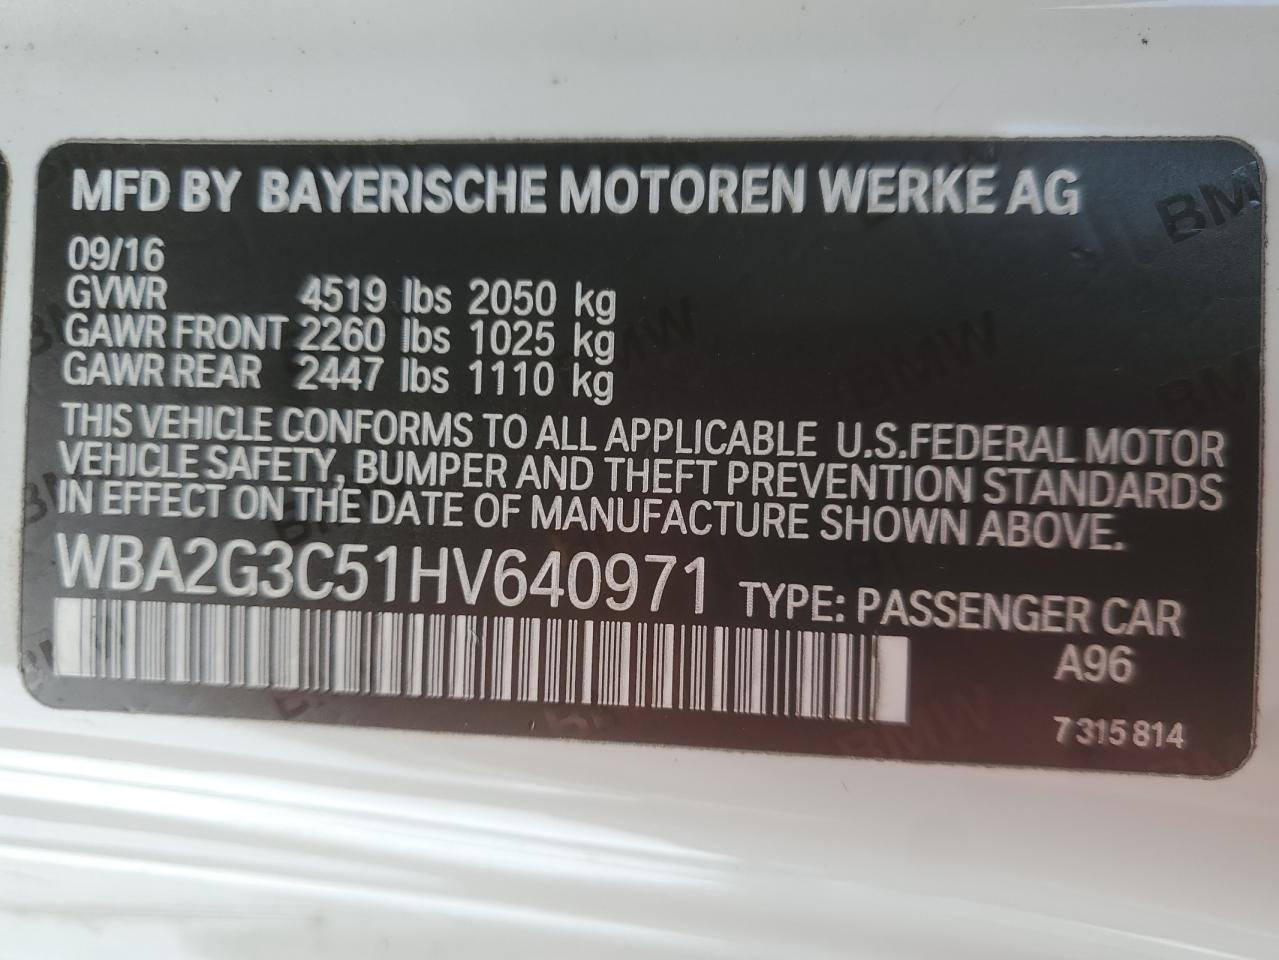 MFD BY BAYERISCHE MOTOREN WERKE AG
09/16
GVWR 4519 lbs 2050 kg
GAWR FRONT 2260 lbs 1025 kg
GAWR REAR 2447 lbs 1110 kg
THIS VEHICLE CONFORMS TO ALL APPLICABLE U.S.FEDERAL MOTOR
VEHICLE SAFETY, BUMPER AND THEFT PREVENTION STANDARDS
IN EFFECT ON THE DATE OF MANUFACTURE SHOWN ABOVE.
WBA2G3C51HV640971 TYPE: PASSENGER CAR
A96
7 315 814